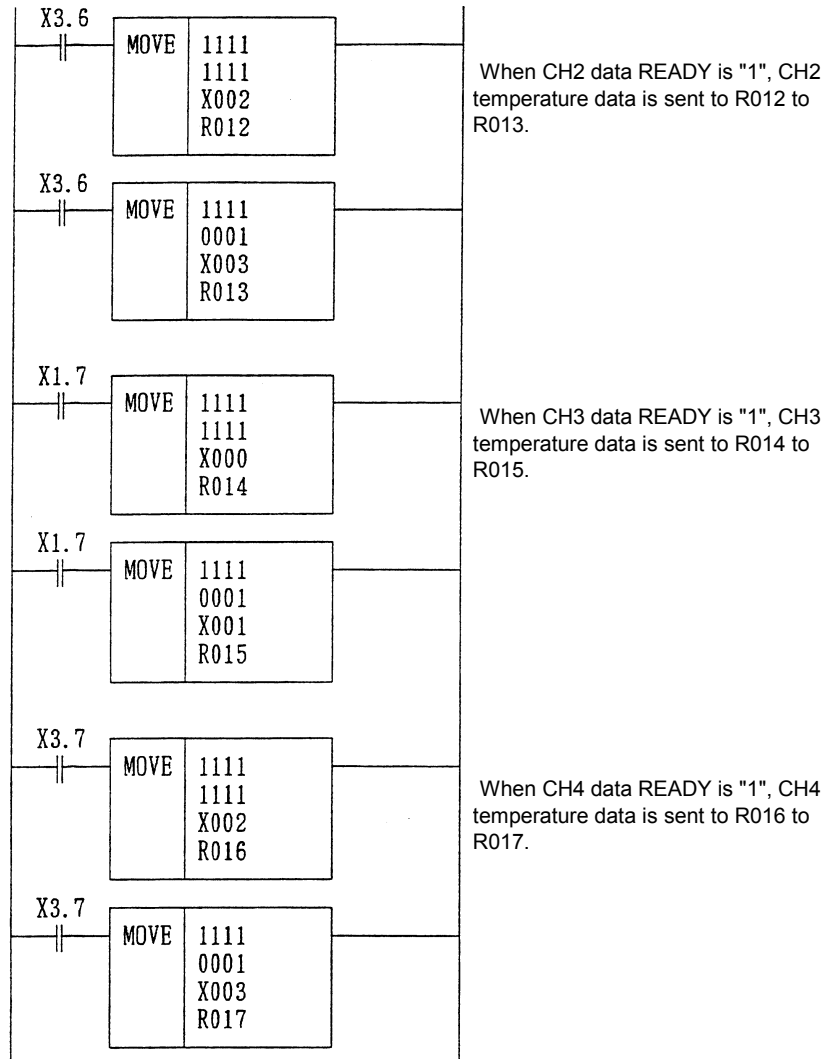 X3.6
MOVE 1111
1111
X002
R012
When CH2 data READY is "1", CH2
temperature data is sent to R012 to
R013.
X3.6
MOVE 1111
0001
X003
R013
X1.7
MOVE 1111
1111
X000
R014
When CH3 data READY is "1", CH3
temperature data is sent to R014 to
R015.
X1.7
MOVE 1111
0001
X001
R015
X3.7
MOVE 1111
1111
X002
R016
When CH4 data READY is "1", CH4
temperature data is sent to R016 to
R017.
X3.7
MOVE 1111
0001
X003
R017